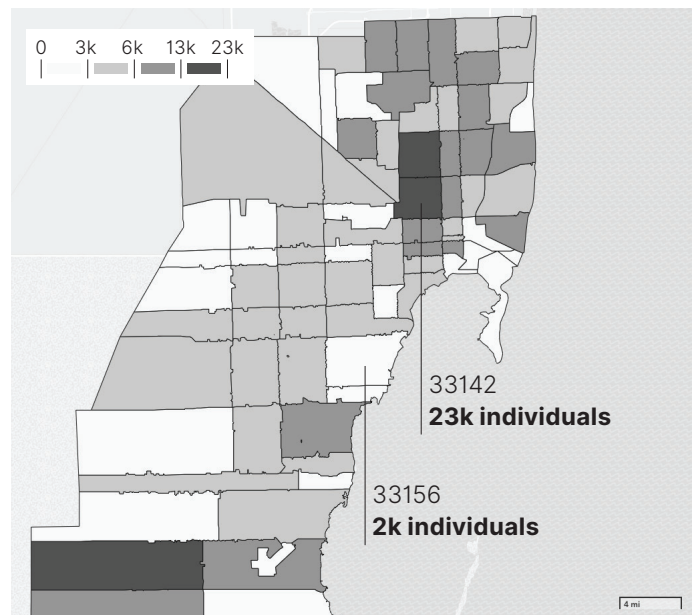 0 3k 6k 13k 23k
33142
23k individuals
33156
2k individuals
4 mi